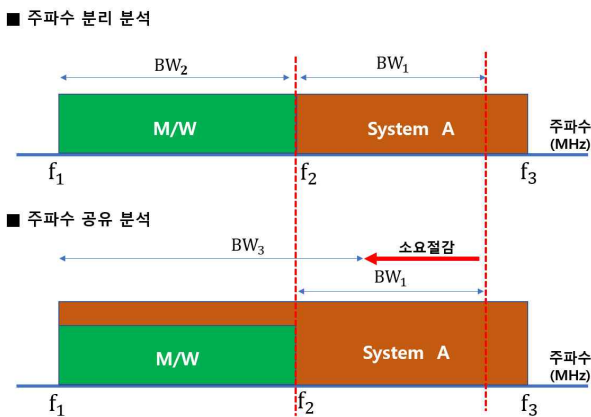 ■ 주파수 분리 분석
BW₂ BW₁
M/W System A 주파수
(MHz)
f₁ f₂ f₃
■ 주파수 공유 분석
BW₃ 소요절감
BW₁
M/W System A 주파수
(MHz)
f₁ f₂ f₃